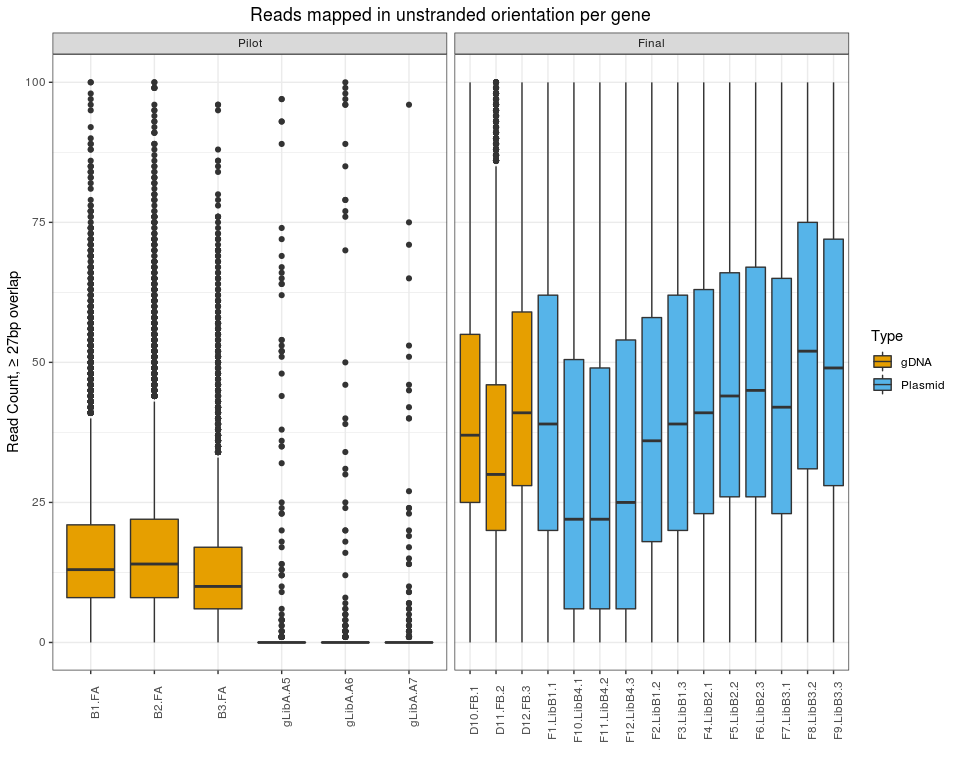 Reads mapped in unstranded orientation per gene
Pilot
Final
Read Count, ≥ 27bp overlap
100
75
50
25
0
B1.FA
B2.FA
B3.FA
gLibA.A5
gLibA.A6
gLibA.A7
D10.FB.1
D11.FB.2
D12.FB.3
F1.LibB1.1
F10.LibB4.1
F11.LibB4.2
F12.LibB4.3
F2.LibB1.2
F3.LibB1.3
F4.LibB2.1
F5.LibB2.2
F6.LibB2.3
F7.LibB3.1
F8.LibB3.2
F9.LibB3.3
Type
gDNA
Plasmid